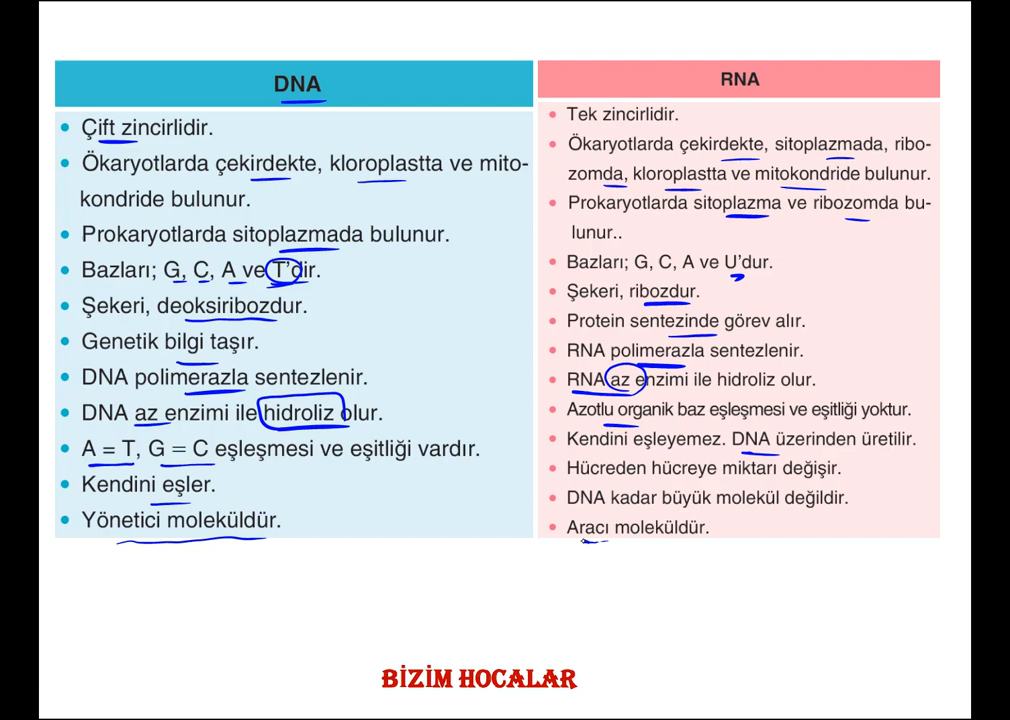 DNA
• Çift zincirlidir.
• Ökaryotlarda çekirdekte, kloroplastta ve mito-
kondride bulunur.
• Prokaryotlarda sitoplazmada bulunur.
• Bazları; G, C, A ve T'dir.
• Şekeri, deoksiribozdur.
• Genetik bilgi taşır.
• DNA polimerazla sentezlenir.
• DNA az enzimi ile hidroliz olur.
• A = T, G = C eşleşmesi ve eşitliği vardır.
• Kendini eşler.
• Yönetici moleküldür.
RNA
• Tek zincirlidir.
• Ökaryotlarda çekirdekte, sitoplazmada, ribo-
zomda, kloroplastta ve mitokondride bulunur.
• Prokaryotlarda sitoplazma ve ribozomda bu-
lunur..
• Bazları; G, C, A ve U'dur.
• Şekeri, ribozdur.
• Protein sentezinde görev alır.
• RNA polimerazla sentezlenir.
• RNA az enzimi ile hidroliz olur.
• Azotlu organik baz eşleşmesi ve eşitliği yoktur.
• Kendini eşleyemez. DNA üzerinden üretilir.
• Hücreden hücreye miktarı değişir.
• DNA kadar büyük molekül değildir.
• Aracı moleküldür.
BİZİM HOCALAR